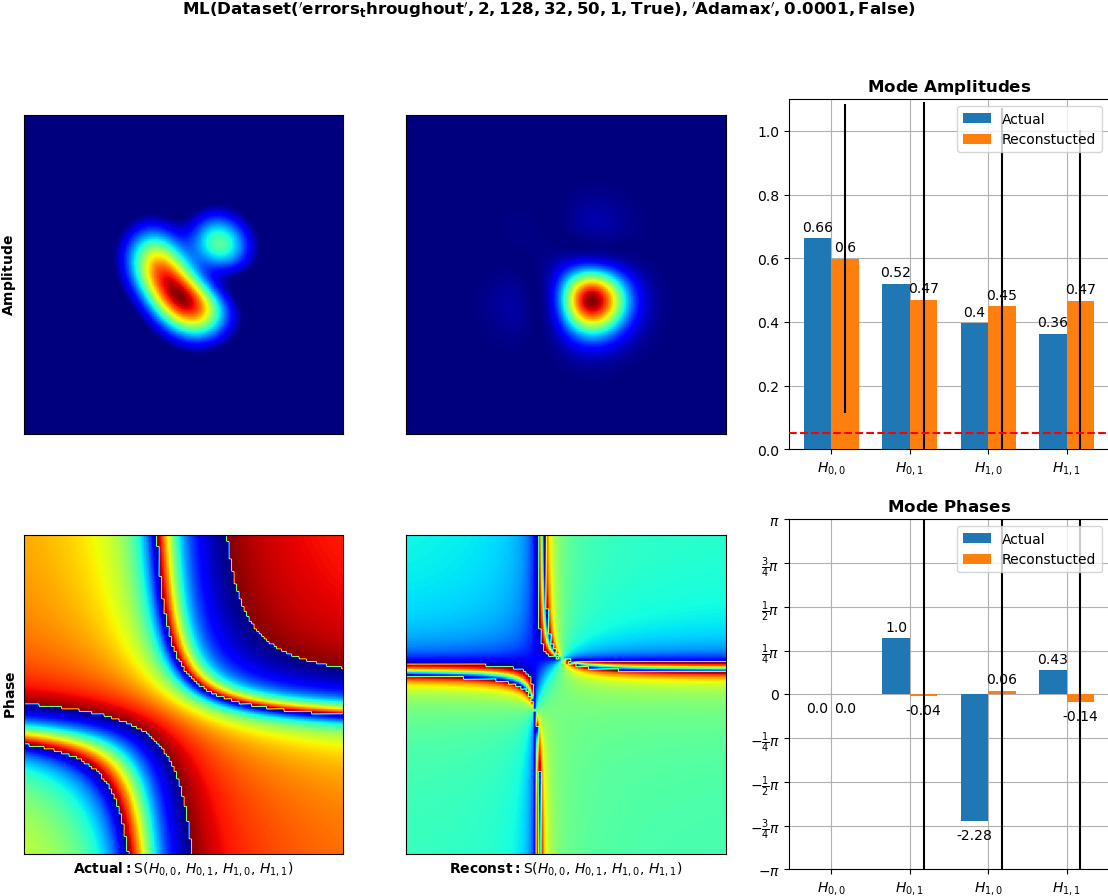 ML(Dataset('errors_throughout', 2, 128, 32, 50, 1, True), 'Adamax', 0.0001, False)
Mode Amplitudes
Amplitude
Actual
Reconstucted
1.0
0.8
0.6
0.4
0.2
0.0
0.66
0.6
0.52
0.47
0.4
0.45
0.36
0.47
H0,0
H0,1
H1,0
H1,1
Mode Phases
Phase
Actual
Reconstucted
π
3/4π
1/2π
1/4π
0
−1/4π
−1/2π
−3/4π
−π
0.0
0.0
1.0
-0.04
-2.28
0.06
0.43
-0.14
H0,0
H0,1
H1,0
H1,1
Actual: S(H0,0, H0,1, H1,0, H1,1)
Reconst: S(H0,0, H0,1, H1,0, H1,1)